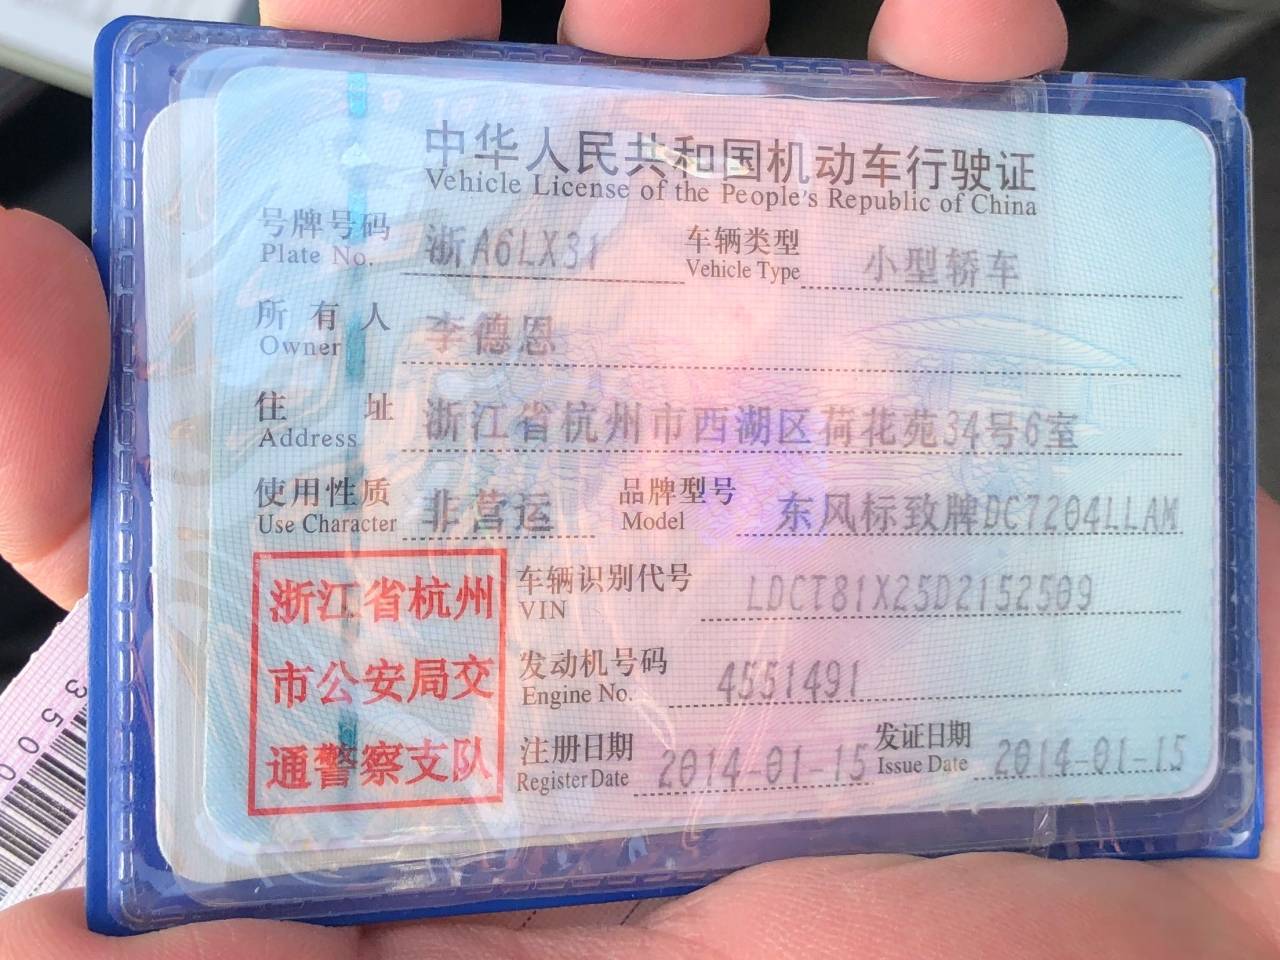 中华人民共和国机动车行驶证
Vehicle License of the People's Republic of China
号牌号码 浙A6LX31 车辆类型 小型轿车
Plate No. Vehicle Type
所有人 李德恩
Owner
住址 浙江省杭州市西湖区荷花苑34号6室
Address
使用性质 非营运 品牌型号 东风标致牌DC7204LLAM
Use Character Model
浙江省杭州
市公安局交
通警察支队
车辆识别代号 LDCT81X25D2152509
VIN
发动机号码 4551491
Engine No.
注册日期 2014-01-15 发证日期 2014-01-15
Register Date Issue Date
3 5 0 0